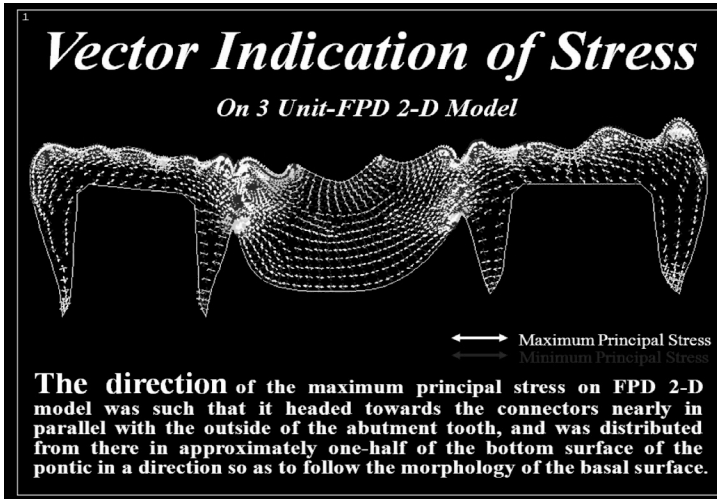 1
Vector Indication of Stress
On 3 Unit-FPD 2-D Model
Maximum Principal Stress
Minimum Principal Stress
The direction of the maximum principal stress on FPD 2-D
model was such that it headed towards the connectors nearly in
parallel with the outside of the abutment tooth, and was distributed
from there in approximately one-half of the bottom surface of the
pontic in a direction so as to follow the morphology of the basal surface.